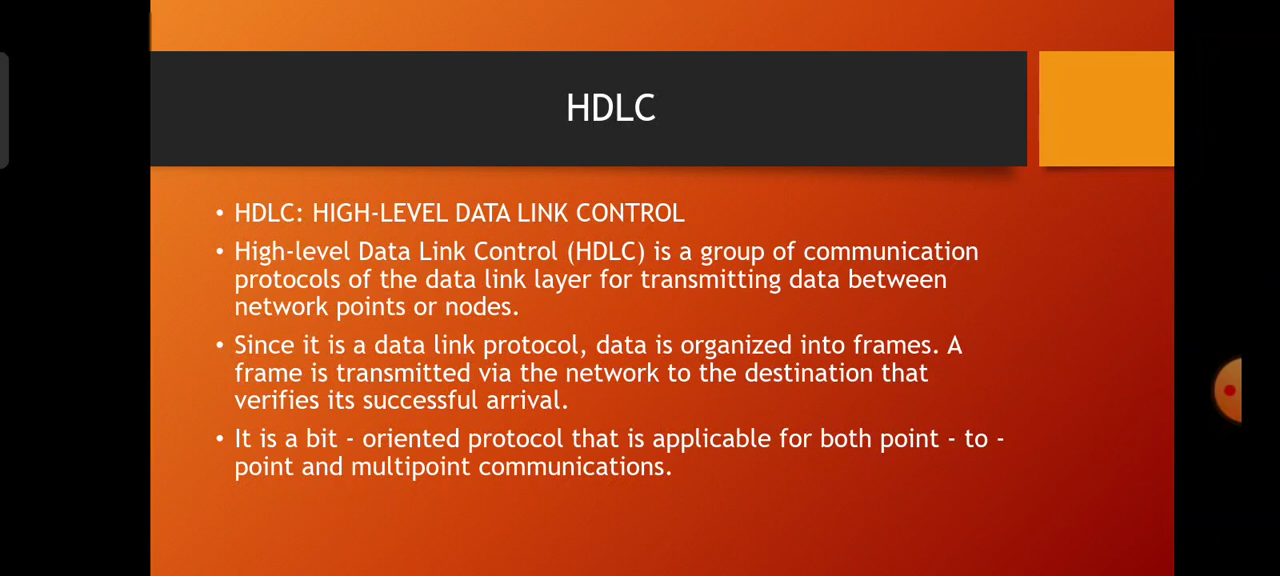 HDLC
• HDLC: HIGH-LEVEL DATA LINK CONTROL
• High-level Data Link Control (HDLC) is a group of communication
protocols of the data link layer for transmitting data between
network points or nodes.
• Since it is a data link protocol, data is organized into frames. A
frame is transmitted via the network to the destination that
verifies its successful arrival.
• It is a bit - oriented protocol that is applicable for both point - to -
point and multipoint communications.